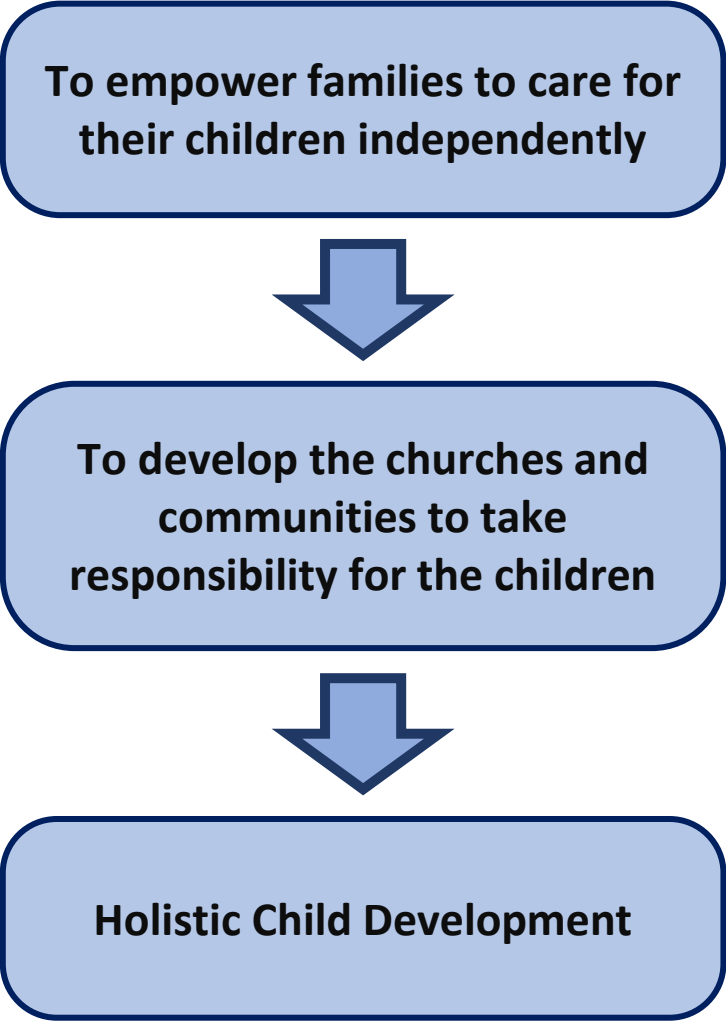 To empower families to care for
their children independently
To develop the churches and
communities to take
responsibility for the children
Holistic Child Development